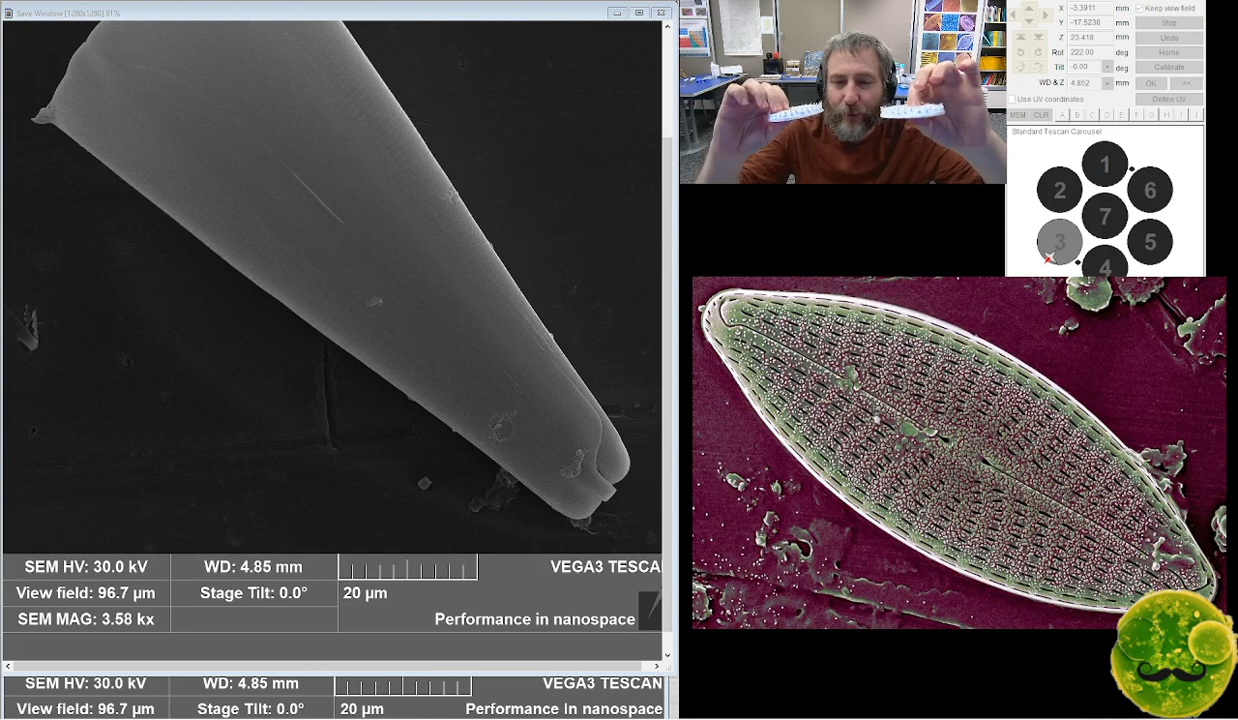 Save Window [1280x1280] 81%
SEM HV: 30.0 kV WD: 4.85 mm VEGA3 TESCA
View field: 96.7 µm Stage Tilt: 0.0° 20 µm
SEM MAG: 3.58 kx Performance in nanospace
SEM HV: 30.0 kV WD: 4.85 mm VEGA3 TESCAN
View field: 96.7 µm Stage Tilt: 0.0° 20 µm Performance in nanospace
X -3.3911 mm Keep view field
Y -17.5238 mm Stop
Z 23.418 mm Undo
Rot 222.00 deg Home
Tilt -0.00 deg Calibrate
WD & Z 4.852 mm OK <<
Use UV coordinates Define UV
MEM CLR A B C D E F G H I J
Standard Tescan Carousel
1
2 6
7
3 5
4